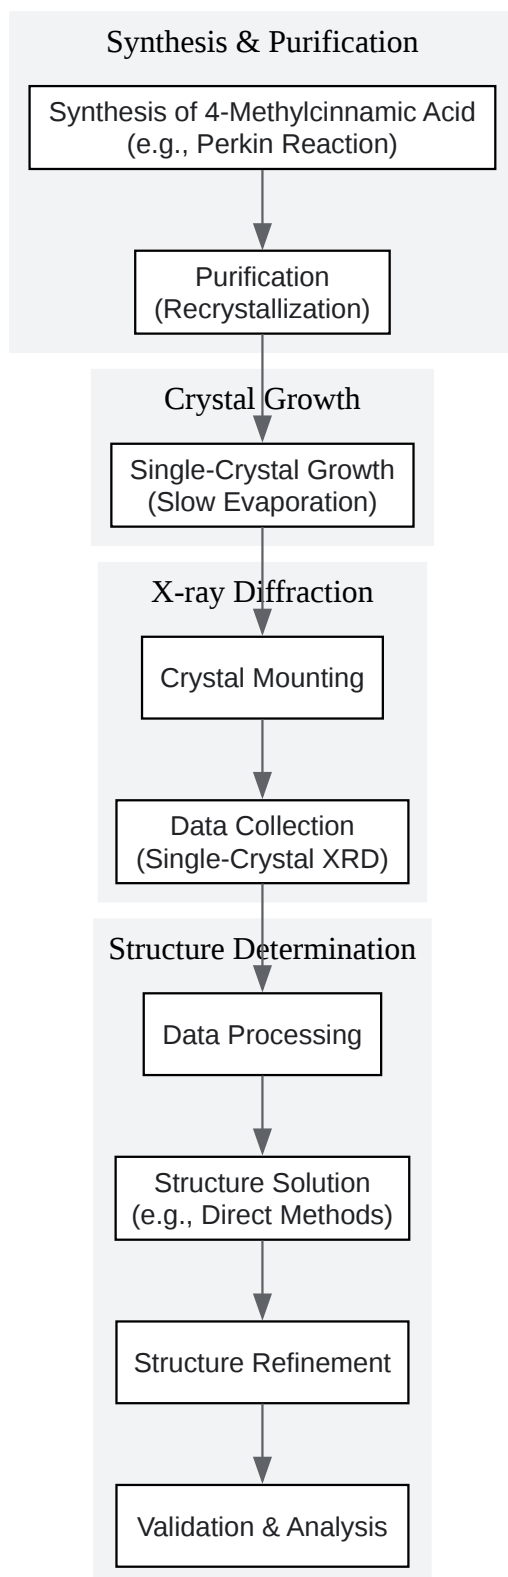 Synthesis & Purification
Synthesis of 4-Methylcinnamic Acid
(e.g., Perkin Reaction)
Purification
(Recrystallization)
Crystal Growth
Single-Crystal Growth
(Slow Evaporation)
X-ray Diffraction
Crystal Mounting
Data Collection
(Single-Crystal XRD)
Structure Determination
Data Processing
Structure Solution
(e.g., Direct Methods)
Structure Refinement
Validation & Analysis